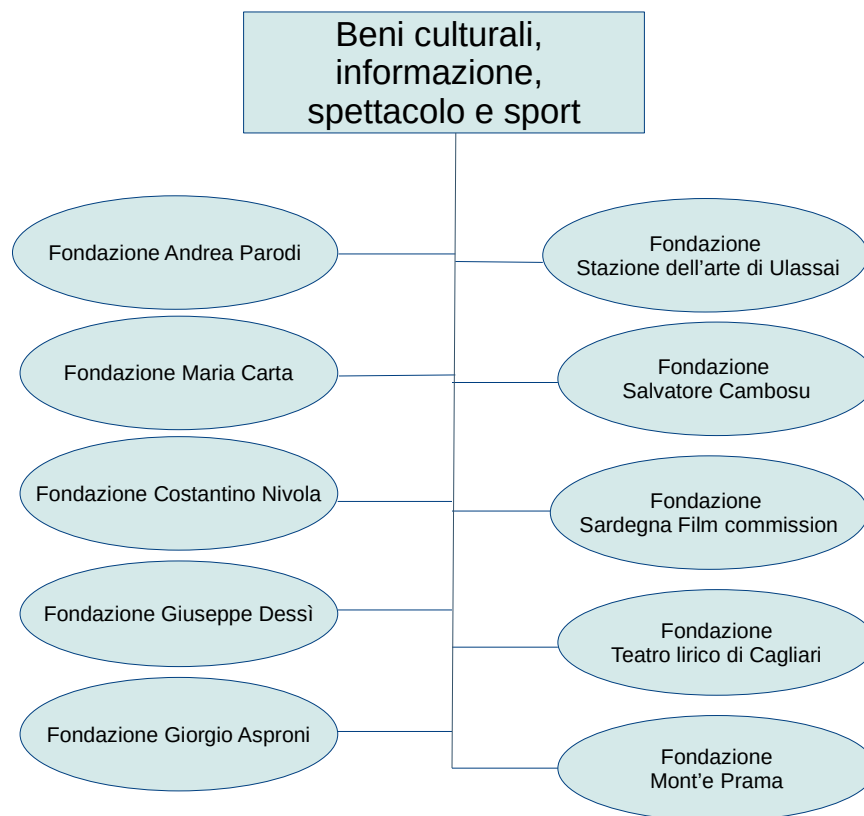 Beni culturali,
informazione,
spettacolo e sport
Fondazione Andrea Parodi
Fondazione Maria Carta
Fondazione Costantino Nivola
Fondazione Giuseppe Dessì
Fondazione Giorgio Asproni
Fondazione
Stazione dell’arte di Ulassai
Fondazione
Salvatore Cambosu
Fondazione
Sardegna Film commission
Fondazione
Teatro lirico di Cagliari
Fondazione
Mont'e Prama